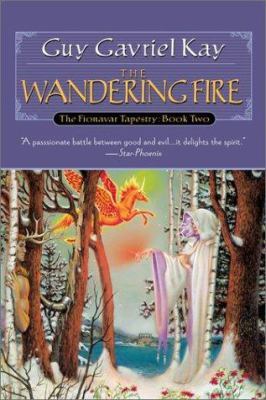 Guy Gavriel Kay
THE
WANDERING FIRE
The Fionavar Tapestry: Book Two
"A passsionate battle between good and evil...it delights the spirit."
—Star-Phoenix